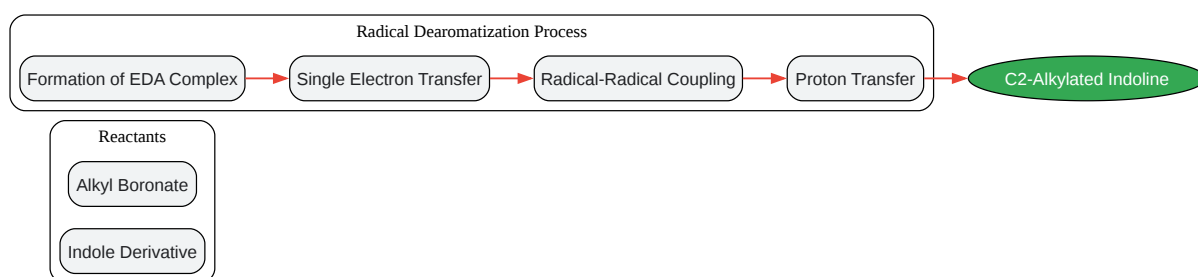 Radical Dearomatization Process
Formation of EDA Complex
Single Electron Transfer
Radical-Radical Coupling
Proton Transfer
C2-Alkylated Indoline
Reactants
Alkyl Boronate
Indole Derivative